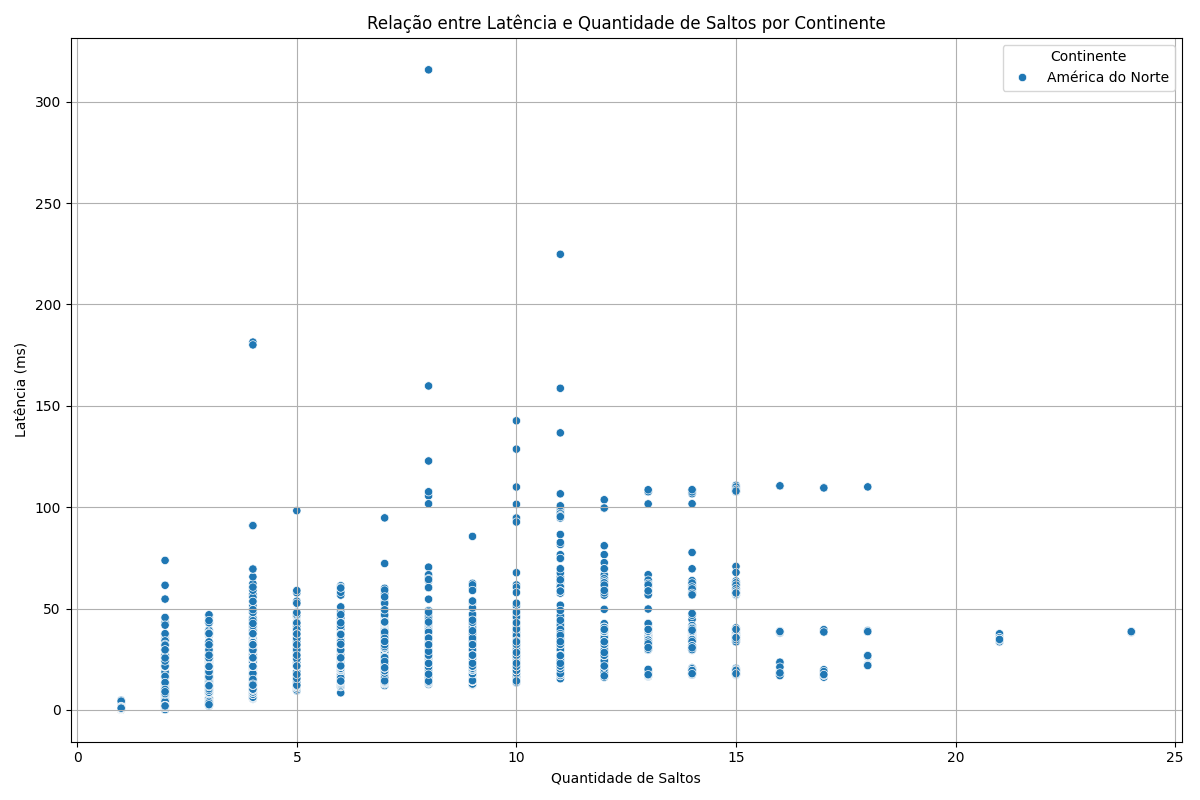 Relação entre Latência e Quantidade de Saltos por Continente
Continente
América do Norte
Latência (ms)
300
250
200
150
100
50
0
0 5 10 15 20 25
Quantidade de Saltos